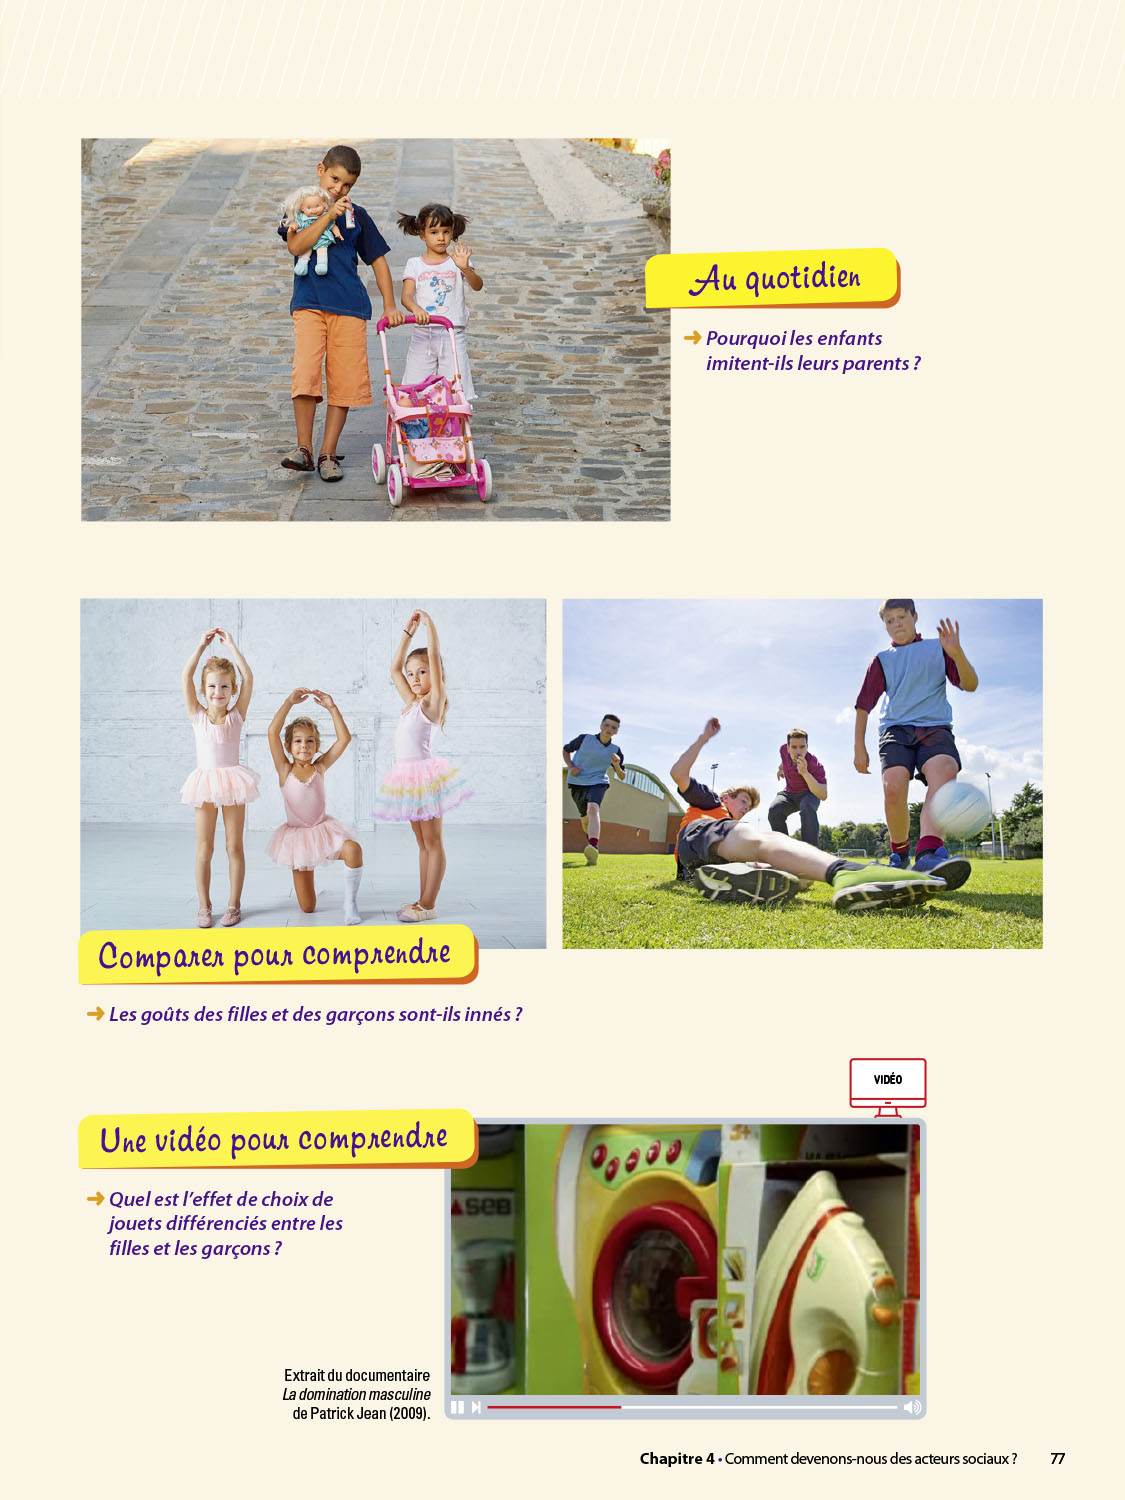 Au quotidien
➜ Pourquoi les enfants
imitent-ils leurs parents ?
Comparer pour comprendre
➜ Les goûts des filles et des garçons sont-ils innés ?
VIDÉO
Une vidéo pour comprendre
➜ Quel est l’effet de choix de
jouets différenciés entre les
filles et les garçons ?
SEB
Extrait du documentaire
La domination masculine
de Patrick Jean (2009).
Chapitre 4 • Comment devenons-nous des acteurs sociaux ? 77